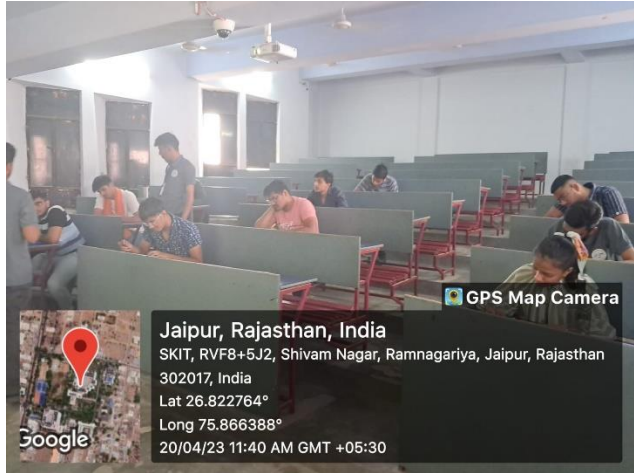 GPS Map Camera
Jaipur, Rajasthan, India
SKIT, RVF8+5J2, Shivam Nagar, Ramnagariya, Jaipur, Rajasthan
302017, India
Lat 26.822764°
Long 75.866388°
20/04/23 11:40 AM GMT +05:30
Google